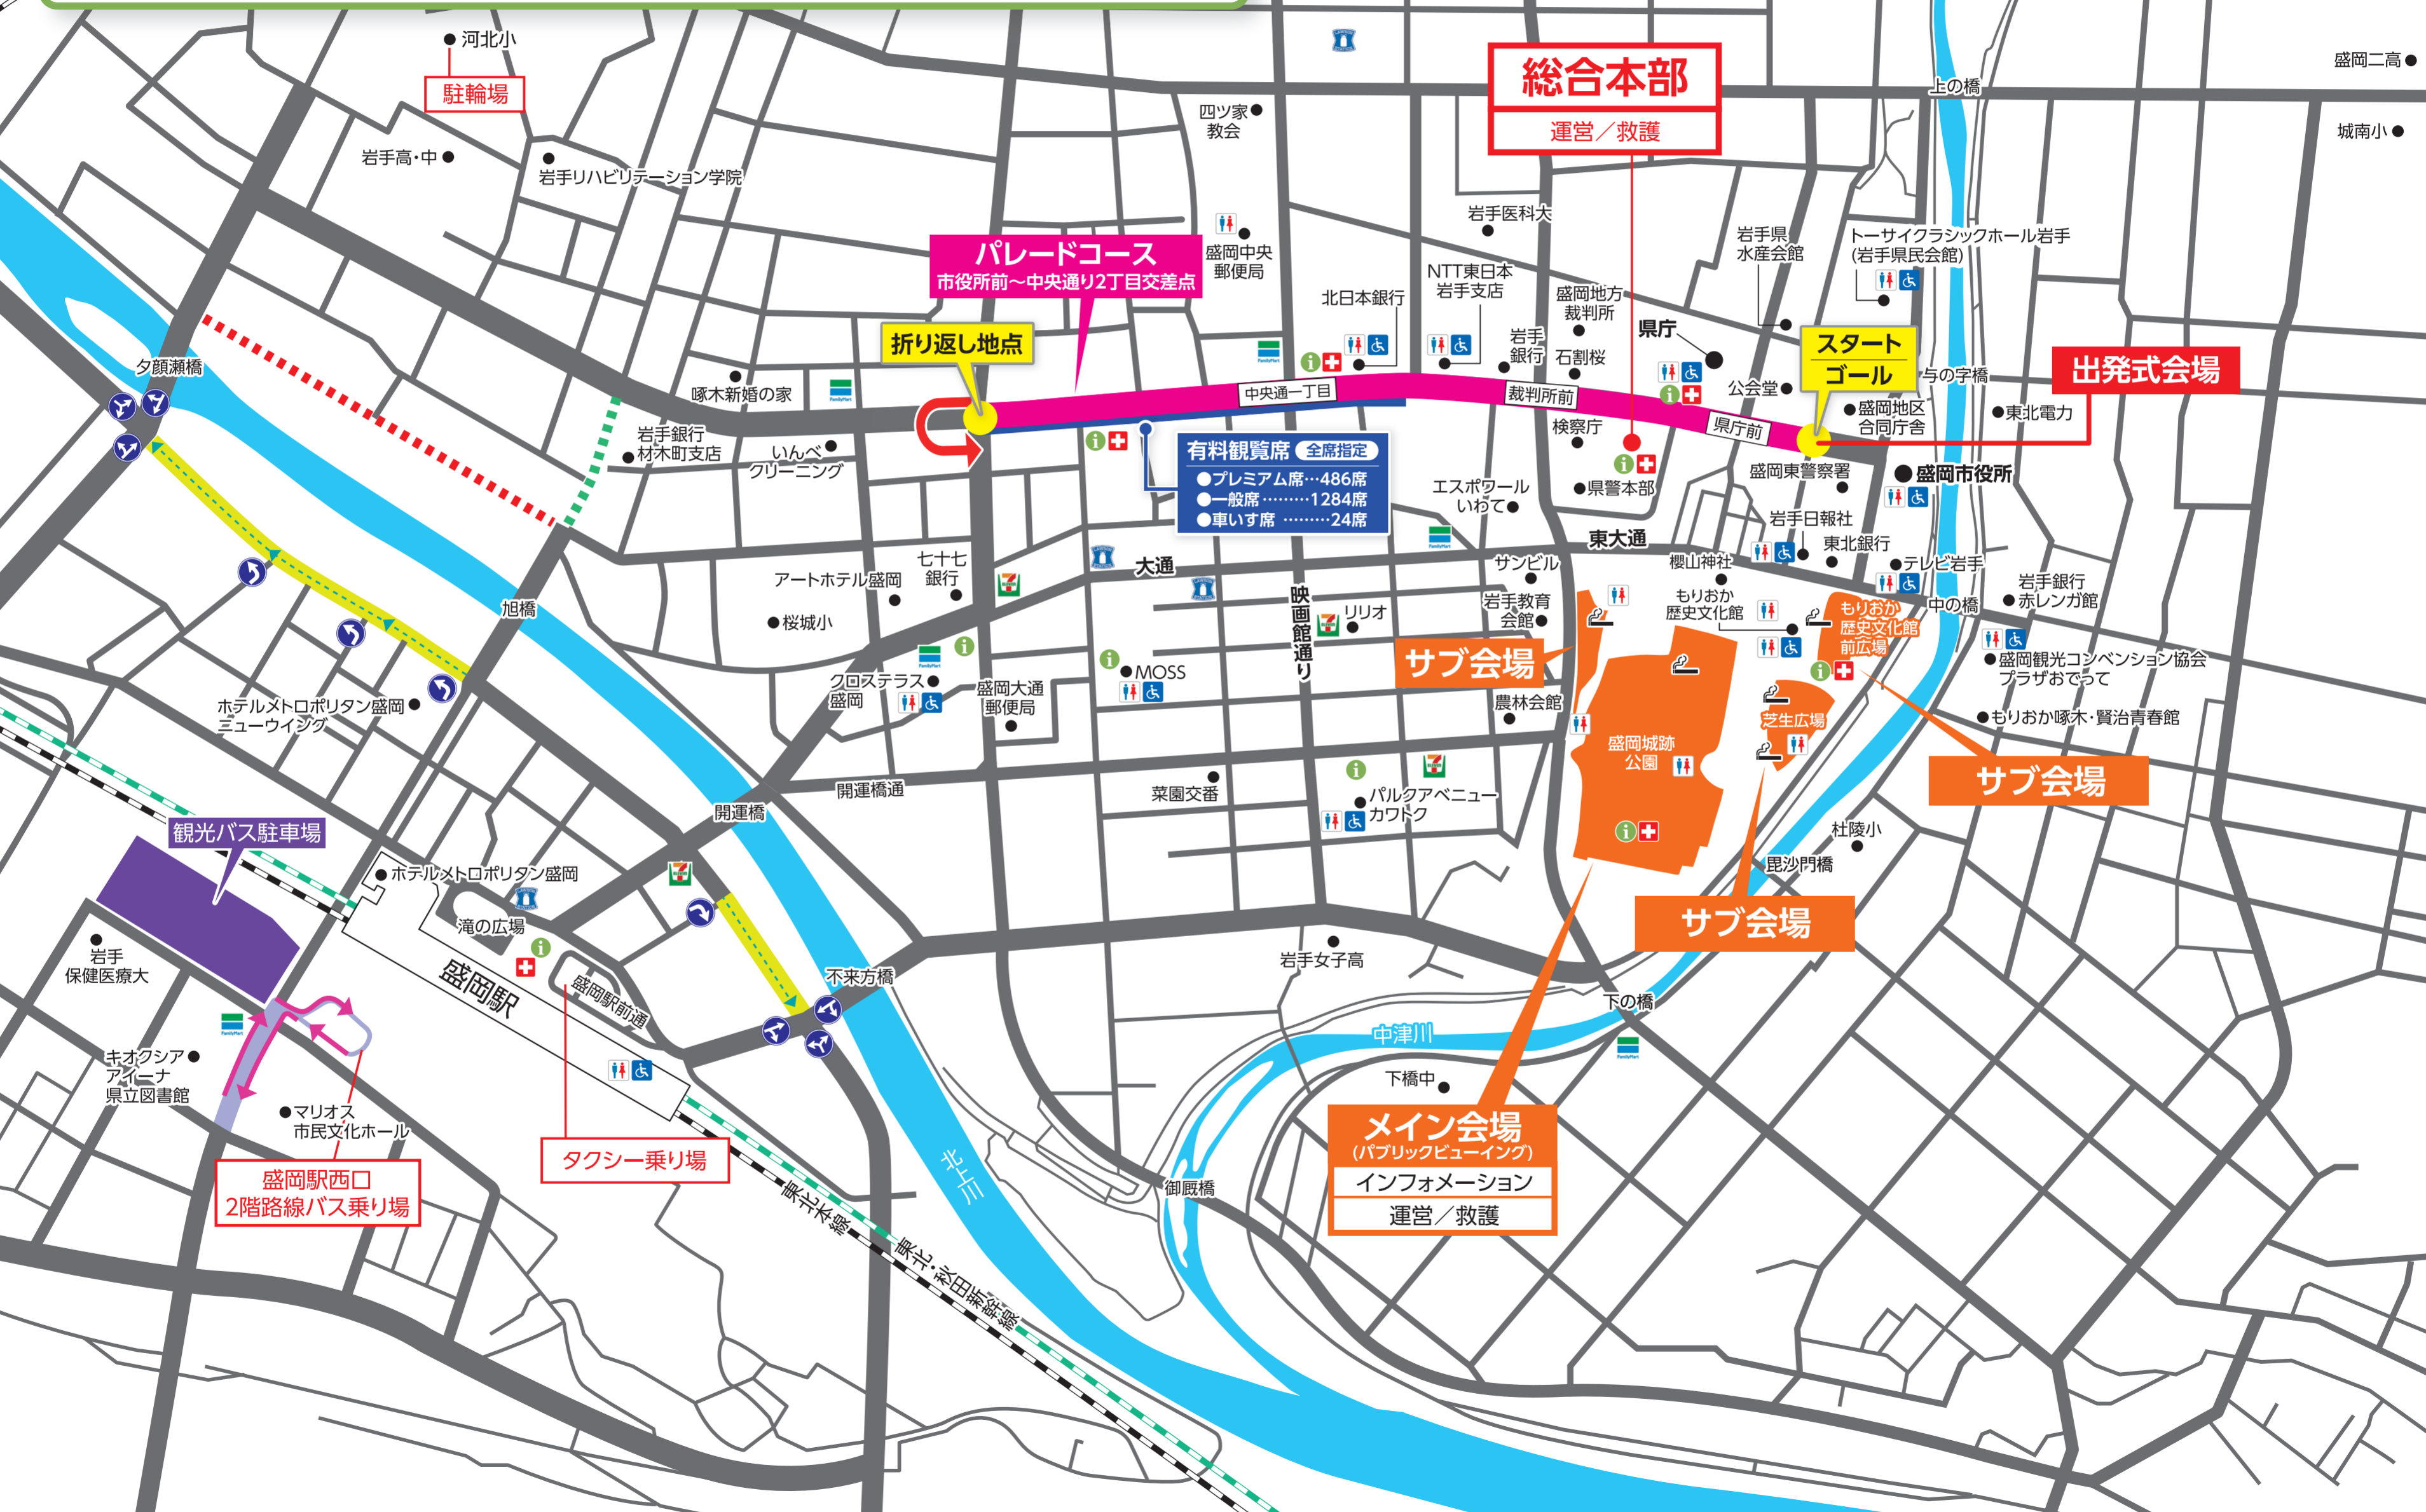 河北小
駐輪場
岩手高・中
岩手リハビリテーション学院
四ツ家
教会
総合本部
運営／救護
上の橋
盛岡二高
城南小
パレードコース
市役所前～中央通り2丁目交差点
盛岡中央
郵便局
岩手医科大
NTT東日本
岩手支店
北日本銀行
盛岡地方
裁判所
岩手
銀行
石割桜
県庁
岩手県
水産会館
トーサイクラシックホール岩手
(岩手県民会館)
スタート
ゴール
与の字橋
出発式会場
公会堂
盛岡地区
合同庁舎
東北電力
夕顔瀬橋
折り返し地点
啄木新婚の家
中央通一丁目
裁判所前
県庁前
岩手銀行
材木町支店
いんべ
クリーニング
有料観覧席 全席指定
●プレミアム席…486席
●一般席………1284席
●車いす席………24席
検察庁
県警本部
エスポワール
いわて
盛岡東警察署
盛岡市役所
岩手日報社
東北銀行
東大通
櫻山神社
テレビ岩手
岩手銀行
赤レンガ館
中の橋
旭橋
アートホテル盛岡
七十七
銀行
桜城小
大通
映画館通り
リリオ
サンビル
岩手教育
会館
もりおか
歴史文化館
もりおか
歴史文化館
前広場
サブ会場
クロステラス
盛岡
盛岡大通
郵便局
MOSS
農林会館
盛岡城跡
公園
芝生広場
盛岡観光コンベンション協会
プラザおでって
もりおか啄木・賢治青春館
サブ会場
ホテルメトロポリタン盛岡
ニューウイング
開運橋
開運橋通
菜園交番
パルクアベニュー
カワトク
杜陵小
毘沙門橋
サブ会場
観光バス駐車場
ホテルメトロポリタン盛岡
滝の広場
岩手
保健医療大
盛岡駅
盛岡駅前通
不来方橋
岩手女子高
下の橋
中津川
下橋中
キオクシア
アイーナ
県立図書館
マリオス
市民文化ホール
盛岡駅西口
2階路線バス乗り場
タクシー乗り場
北上川
東北本線
東北・秋田新幹線
御厩橋
メイン会場
(パブリックビューイング)
インフォメーション
運営／救護